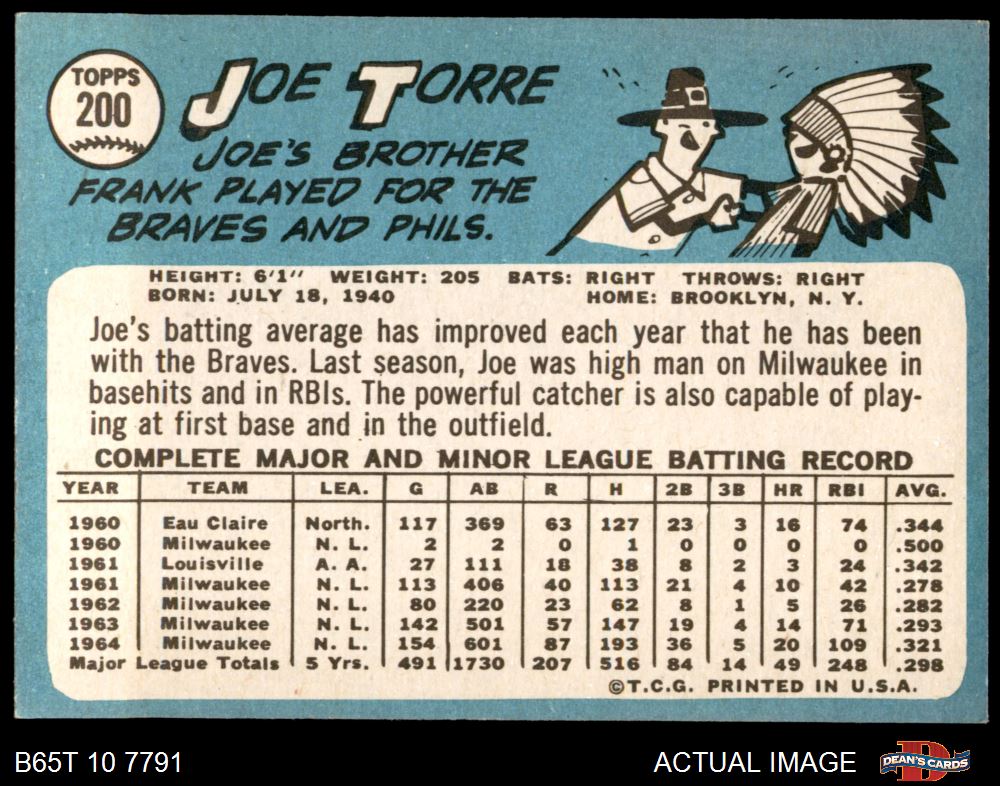 TOPPS
200
JOE TORRE
JOE'S BROTHER
FRANK PLAYED FOR THE
BRAVES AND PHILS.
HEIGHT: 6'1" WEIGHT: 205 BATS: RIGHT THROWS: RIGHT
BORN: JULY 18, 1940 HOME: BROOKLYN, N. Y.
Joe's batting average has improved each year that he has been
with the Braves. Last season, Joe was high man on Milwaukee in
basehits and in RBIs. The powerful catcher is also capable of play-
ing at first base and in the outfield.
COMPLETE MAJOR AND MINOR LEAGUE BATTING RECORD
YEAR TEAM LEA. G AB R H 2B 3B HR RBI AVG.
1960 Eau Claire North. 117 369 63 127 23 3 16 74 .344
1960 Milwaukee N. L. 2 2 0 1 0 0 0 0 .500
1961 Louisville A. A. 27 111 18 38 8 2 3 24 .342
1961 Milwaukee N. L. 113 406 40 113 21 4 10 42 .278
1962 Milwaukee N. L. 80 220 23 62 8 1 5 26 .282
1963 Milwaukee N. L. 142 501 57 147 19 4 14 71 .293
1964 Milwaukee N. L. 154 601 87 193 36 5 20 109 .321
Major League Totals 5 Yrs. 491 1730 207 516 84 14 49 248 .298
©T.C.G. PRINTED IN U.S.A.
B65T 10 7791 ACTUAL IMAGE
D
DEAN'S CARDS